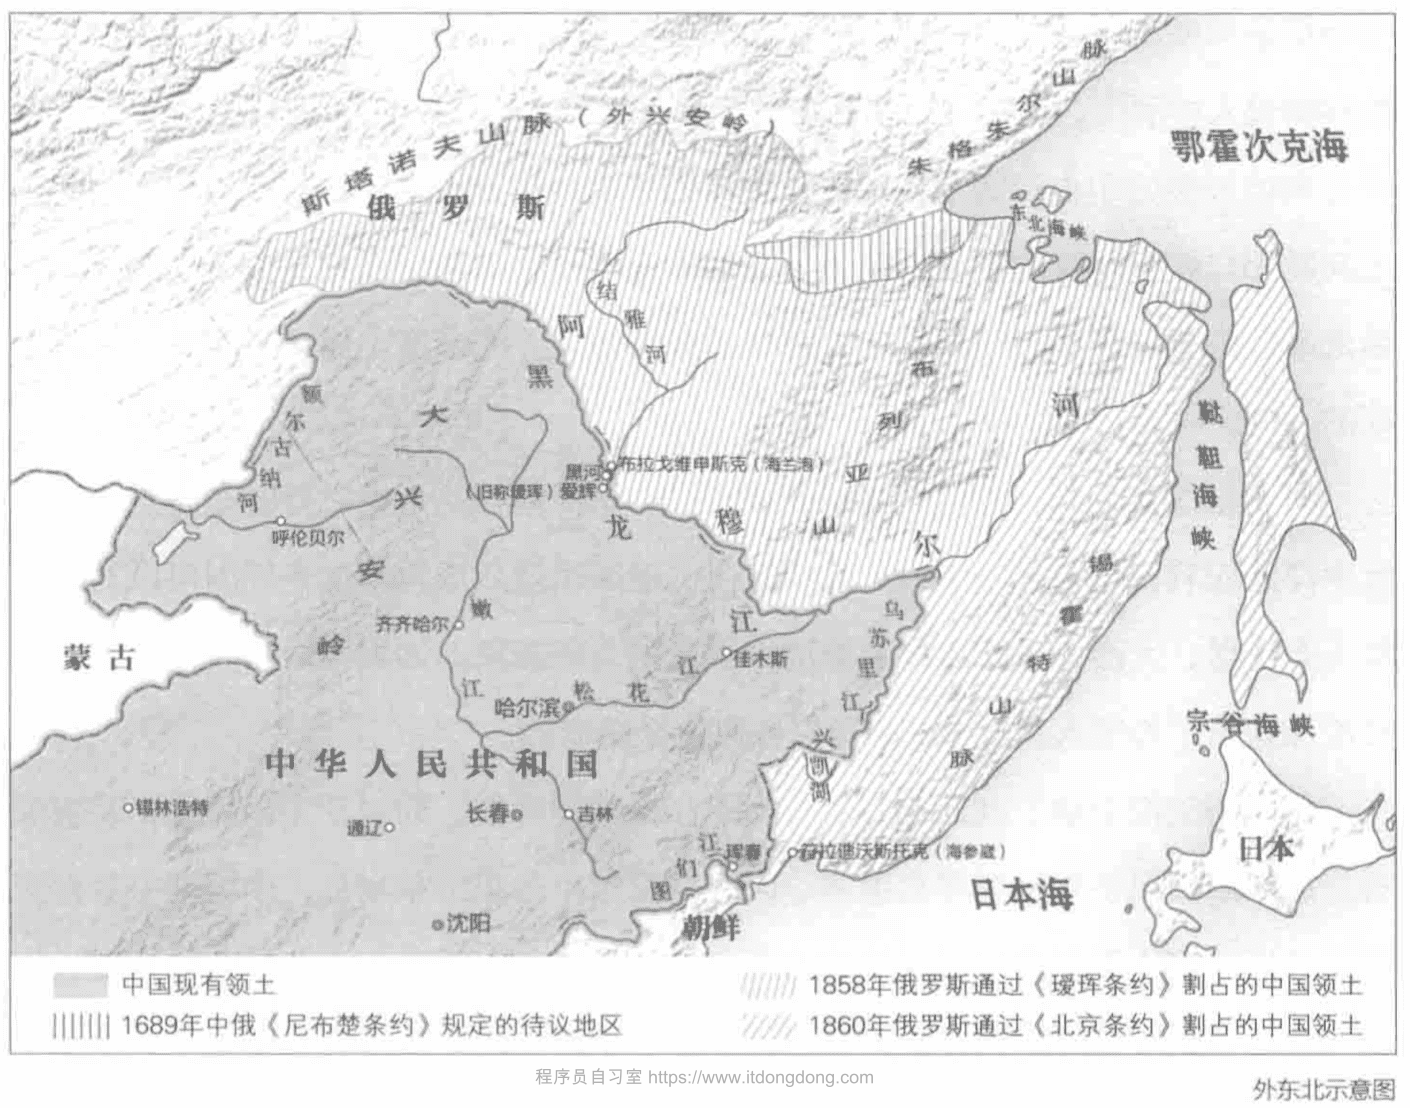 朱格朱尔山脉
斯塔诺夫山脉（外兴安岭）
鄂霍次克海
俄罗斯
东北海峡
结雅河
阿穆尔河
黑龙江
布列亚山
额尔古纳河
大兴安岭
鞑靼海峡
布拉戈维申斯克（海兰泡）
黑河
（旧称瑷珲）爱辉
呼伦贝尔
锡霍特山脉
嫩江
齐齐哈尔
乌苏里江
蒙古
佳木斯
松花江
哈尔滨
宗谷海峡
兴凯湖
中华人民共和国
锡林浩特
长春
吉林
通辽
图们江
珲春
符拉迪沃斯托克（海参崴）
日本
日本海
沈阳
朝鲜
中国现有领土
1858年俄罗斯通过《瑷珲条约》割占的中国领土
1689年中俄《尼布楚条约》规定的待议地区
1860年俄罗斯通过《北京条约》割占的中国领土
程序员自习室 https://www.itdongdong.com
外东北示意图